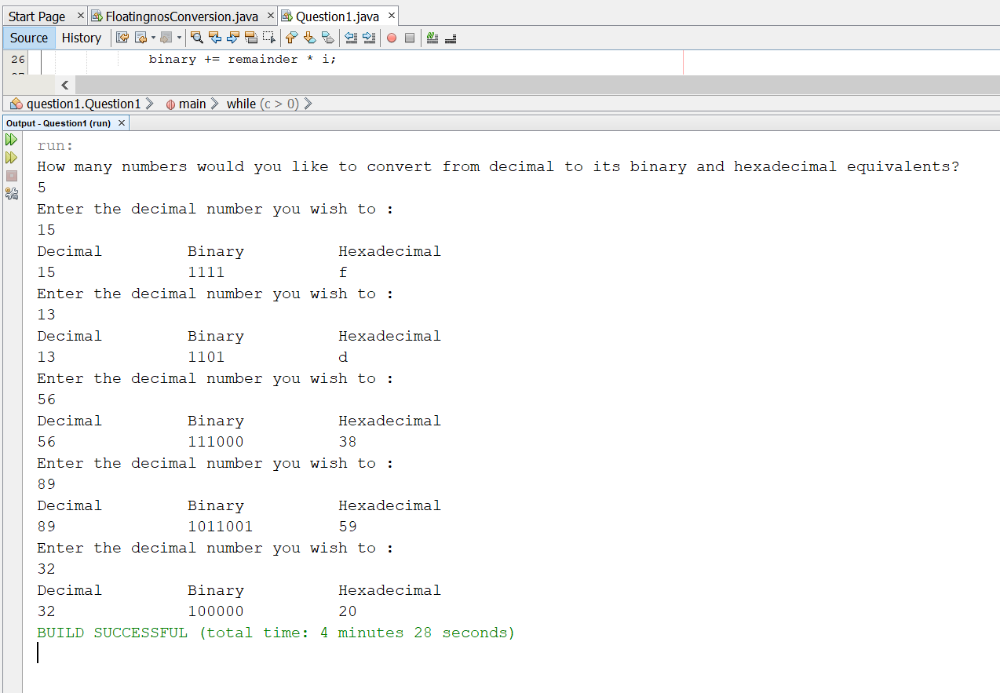 Start Page FloatingnosConversion.java Question1.java
Source History
26 binary += remainder * i;
question1.Question1 main while (c > 0)
Output - Question1 (run)
run:
How many numbers would you like to convert from decimal to its binary and hexadecimal equivalents?
5
Enter the decimal number you wish to :
15
Decimal Binary Hexadecimal
15 1111 f
Enter the decimal number you wish to :
13
Decimal Binary Hexadecimal
13 1101 d
Enter the decimal number you wish to :
56
Decimal Binary Hexadecimal
56 111000 38
Enter the decimal number you wish to :
89
Decimal Binary Hexadecimal
89 1011001 59
Enter the decimal number you wish to :
32
Decimal Binary Hexadecimal
32 100000 20
BUILD SUCCESSFUL (total time: 4 minutes 28 seconds)